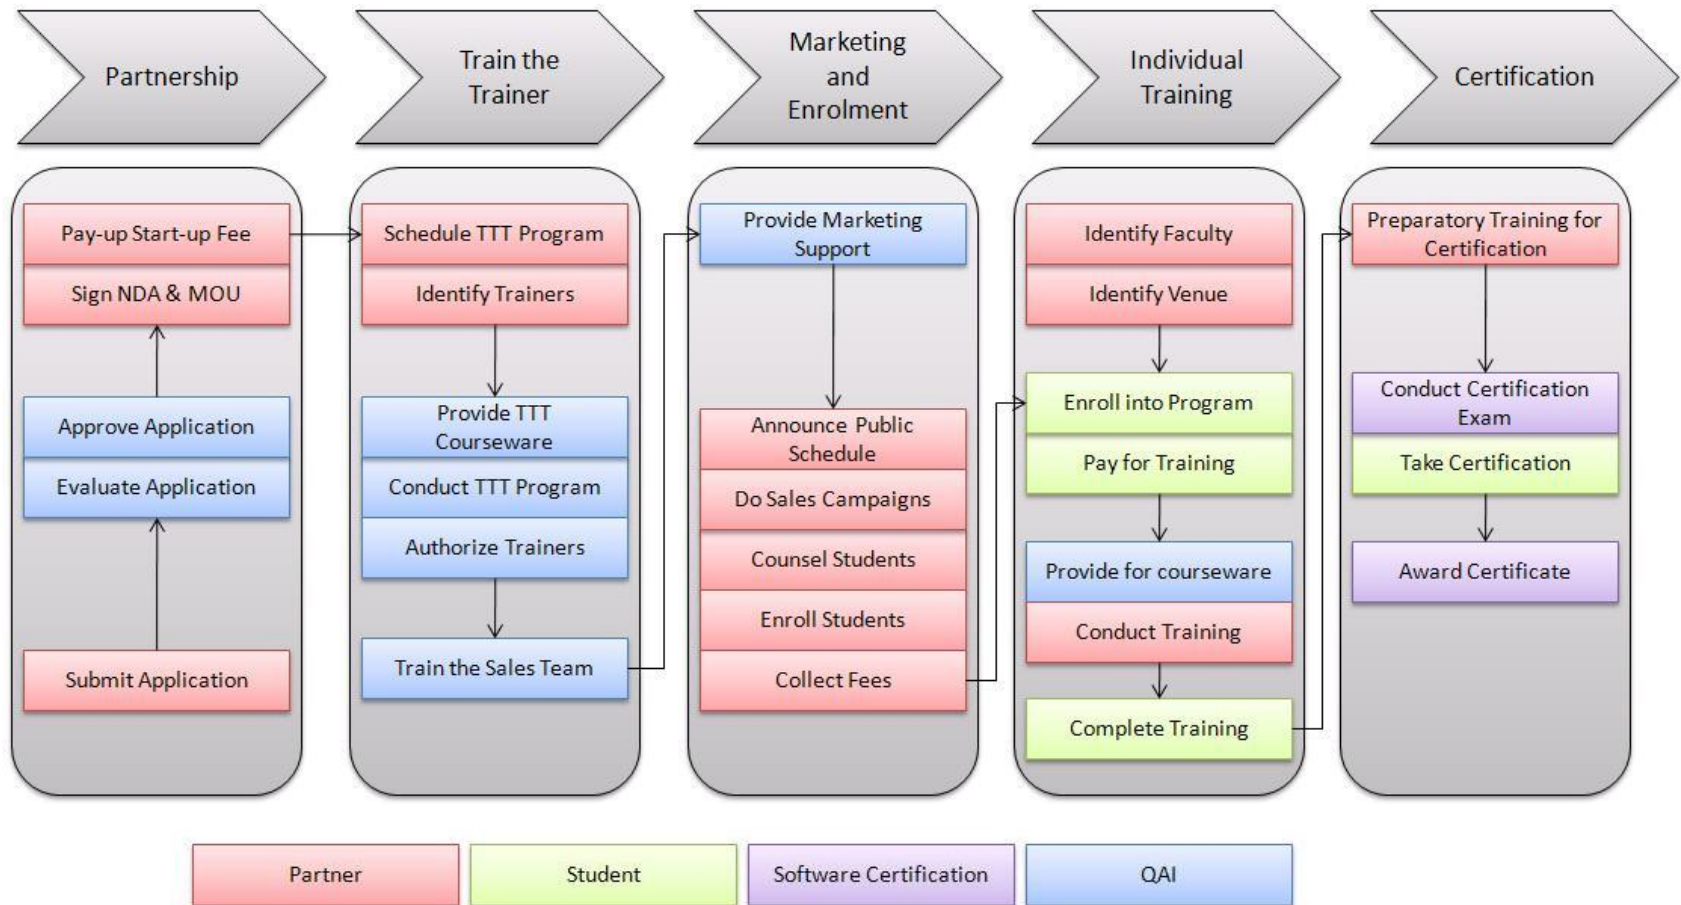 Partnership
Train the
Trainer
Marketing
and
Enrolment
Individual
Training
Certification
Pay-up Start-up Fee
Sign NDA & MOU
Approve Application
Evaluate Application
Submit Application
Schedule TTT Program
Identify Trainers
Provide TTT
Courseware
Conduct TTT Program
Authorize Trainers
Train the Sales Team
Provide Marketing
Support
Announce Public
Schedule
Do Sales Campaigns
Counsel Students
Enroll Students
Collect Fees
Identify Faculty
Identify Venue
Enroll into Program
Pay for Training
Provide for courseware
Conduct Training
Complete Training
Preparatory Training for
Certification
Conduct Certification
Exam
Take Certification
Award Certificate
Partner
Student
Software Certification
QAI